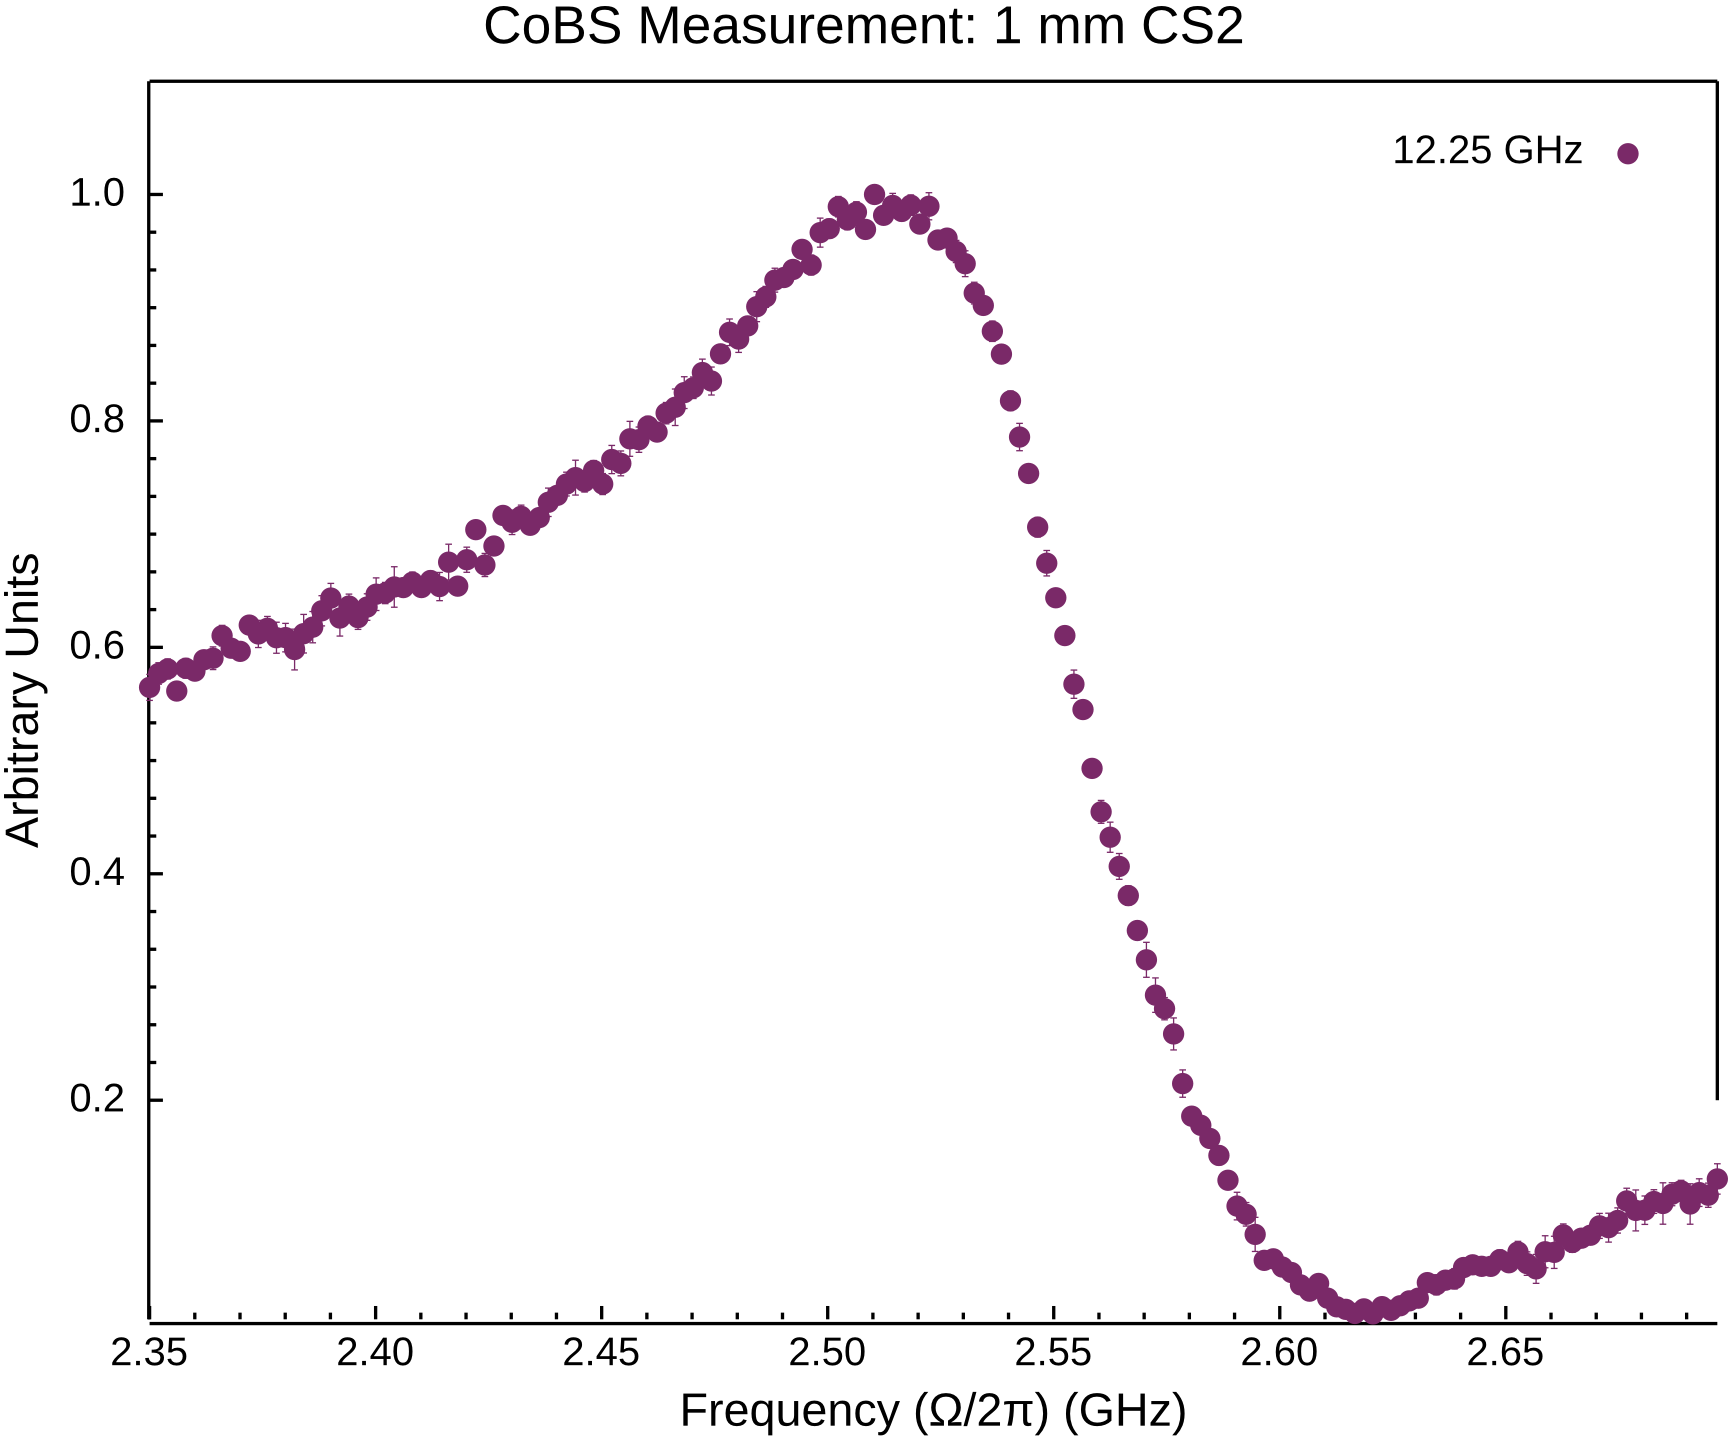 CoBS Measurement: 1 mm CS2
12.25 GHz
1.0
0.8
0.6
0.4
0.2
Arbitrary Units
2.35 2.40 2.45 2.50 2.55 2.60 2.65
Frequency (Ω/2π) (GHz)